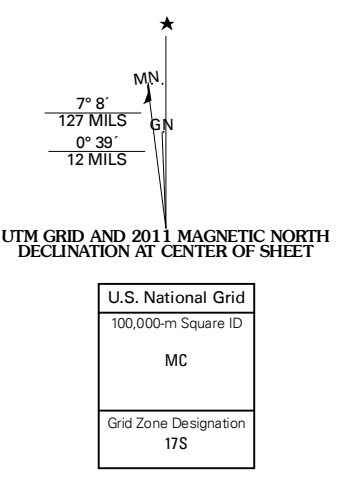 MN.
GN
7° 8´
127 MILS
0° 39´
12 MILS
UTM GRID AND 2011 MAGNETIC NORTH
DECLINATION AT CENTER OF SHEET
U.S. National Grid
100,000-m Square ID
MC
Grid Zone Designation
17S